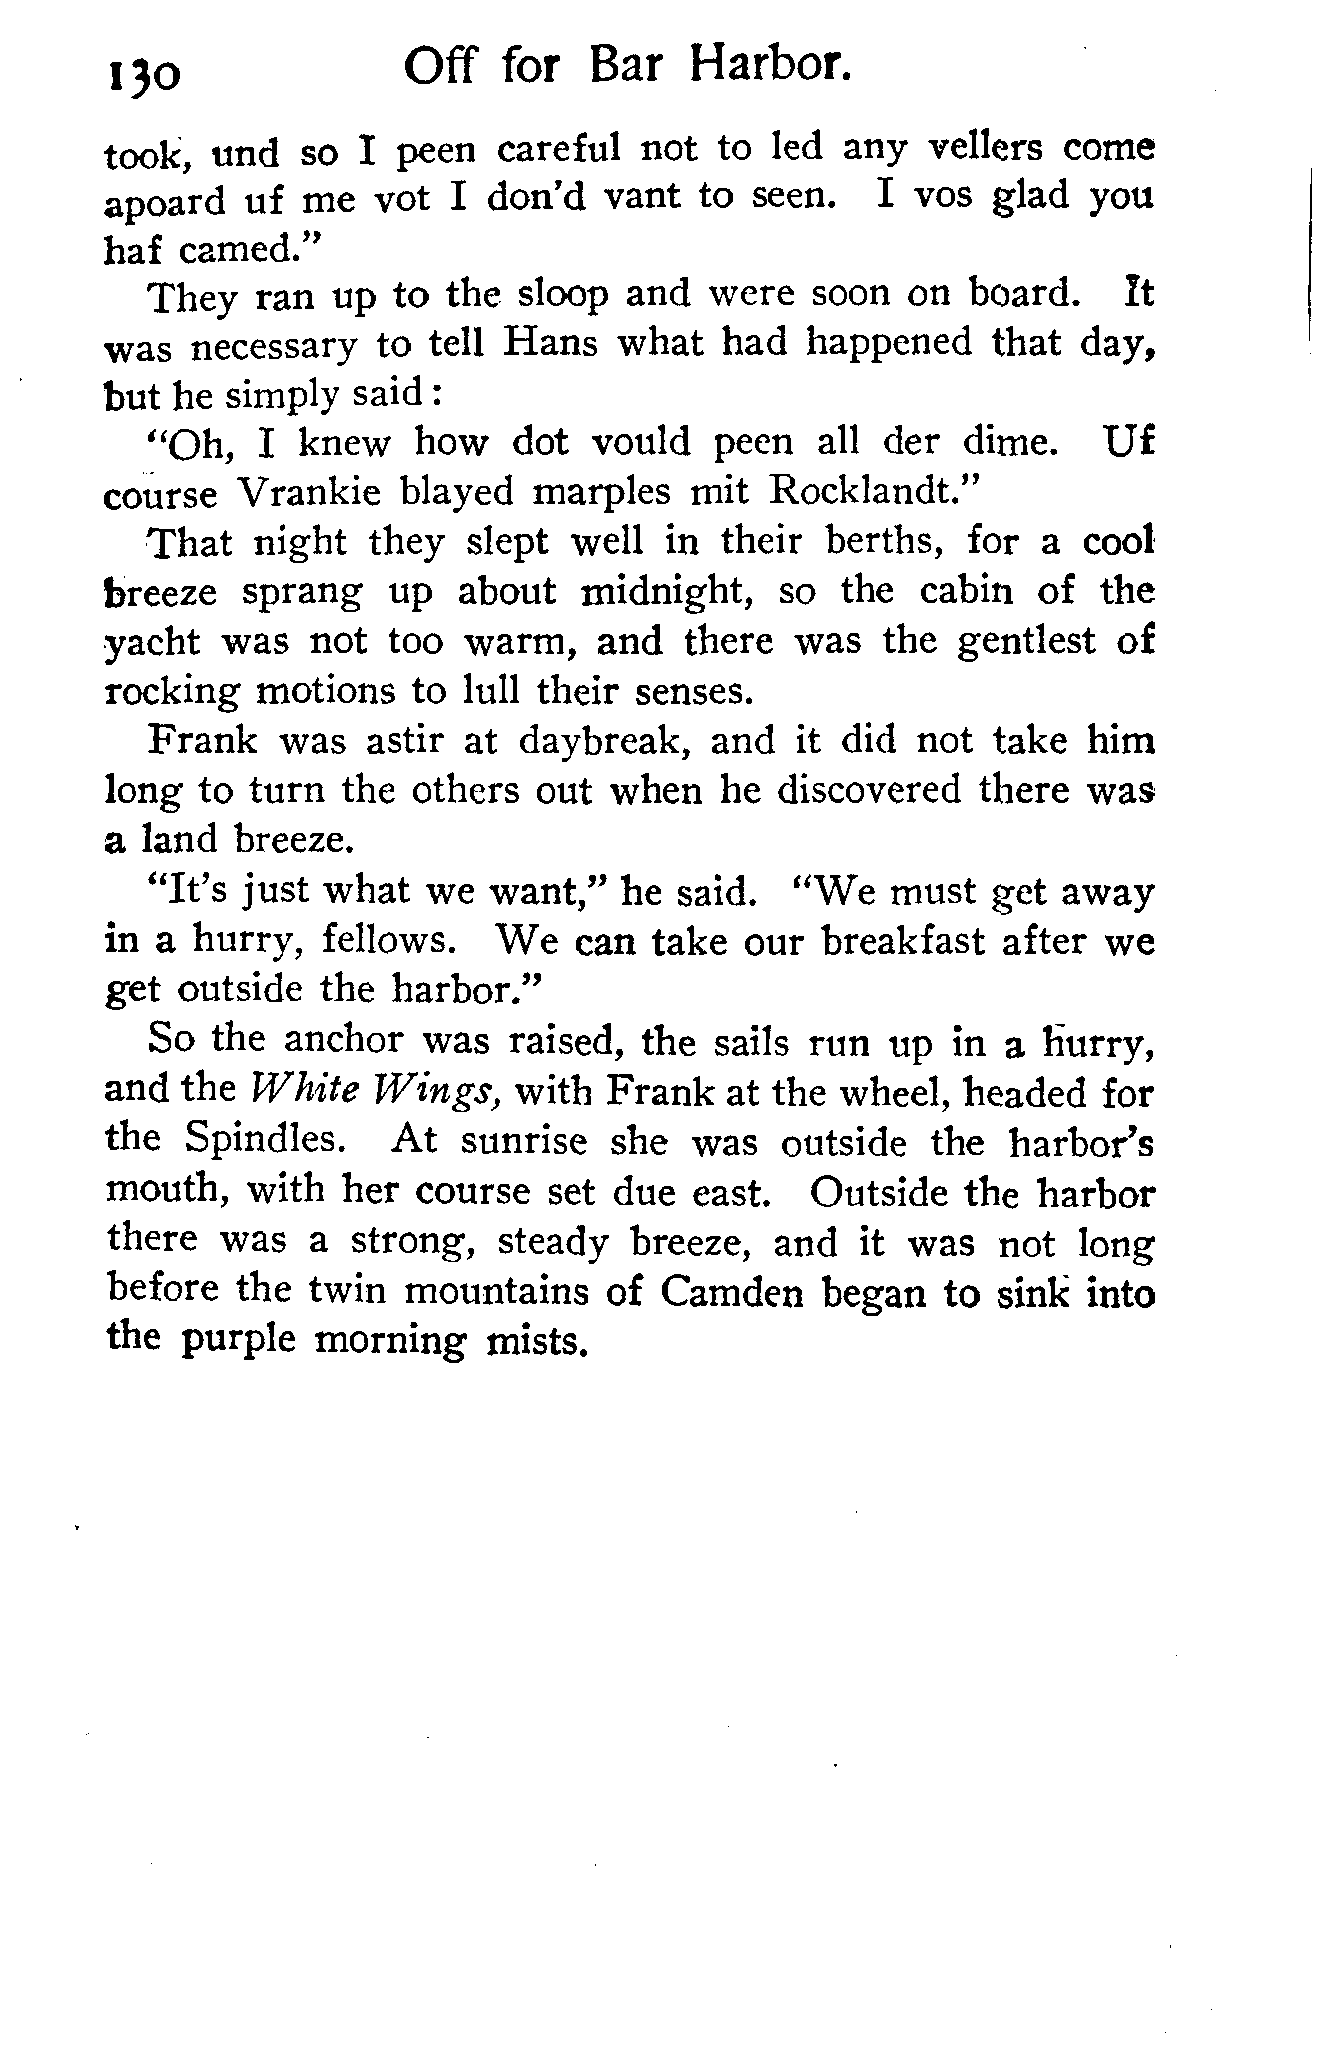 130 Off for Bar Harbor.
took, und so I peen careful not to led any vellers come
apoard uf me vot I don'd vant to seen. I vos glad you
haf camed."
They ran up to the sloop and were soon on board. It
was necessary to tell Hans what had happened that day,
but he simply said :
"Oh, I knew how dot vould peen all der dime. Uf
course Vrankie blayed marples mit Rocklandt."
That night they slept well in their berths, for a cool
breeze sprang up about midnight, so the cabin of the
yacht was not too warm, and there was the gentlest of
rocking motions to lull their senses.
Frank was astir at daybreak, and it did not take him
long to turn the others out when he discovered there was
a land breeze.
"It's just what we want," he said. "We must get away
in a hurry, fellows. We can take our breakfast after we
get outside the harbor."
So the anchor was raised, the sails run up in a hurry,
and the White Wings, with Frank at the wheel, headed for
the Spindles. At sunrise she was outside the harbor's
mouth, with her course set due east. Outside the harbor
there was a strong, steady breeze, and it was not long
before the twin mountains of Camden began to sink into
the purple morning mists.